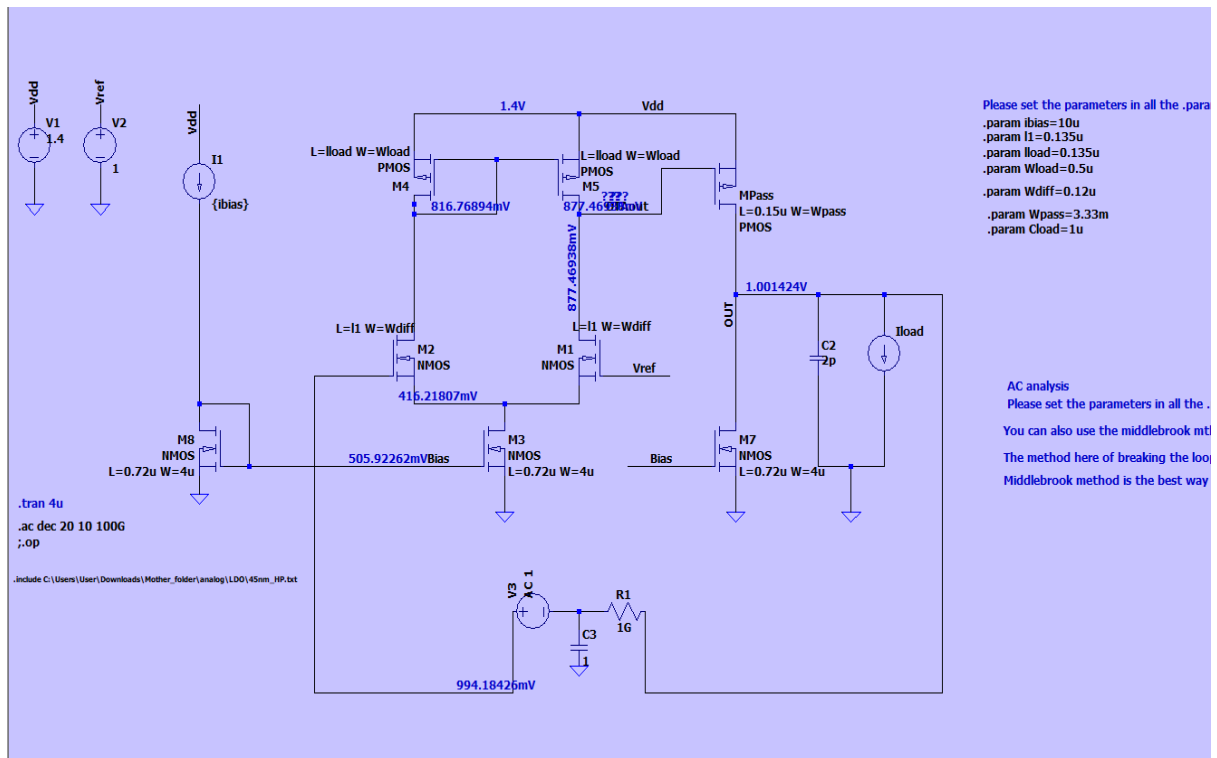 Vdd
Vref
V1
1.4
V2
1
Vdd
I1
{ibias}
1.4V
Vdd
L=lload W=Wload
PMOS
M4
L=lload W=Wload
PMOS
M5
MPass
L=0.15u W=Wpass
PMOS
816.76894mV
877.46938mV
1.001424V
OUT
L=l1 W=Wdiff
M2
NMOS
L=l1 W=Wdiff
M1
NMOS
Vref
416.21807mV
C2
2p
Iload
M8
NMOS
L=0.72u W=4u
505.92262mV
Bias
M3
NMOS
L=0.72u W=4u
Bias
M7
NMOS
L=0.72u W=4u
.tran 4u
.ac dec 20 10 100G
;.op
.include C:\Users\User\Downloads\Mother_folder\analog\LDO\45nm_HP.txt
V3
AC 1
R1
1G
C3
1
994.18426mV
Please set the parameters in all the .para
.param ibias=10u
.param l1=0.135u
.param lload=0.135u
.param Wload=0.5u
.param Wdiff=0.12u
.param Wpass=3.33m
.param Cload=1u
AC analysis
Please set the parameters in all the .
You can also use the middlebrook mt
The method here of breaking the loop
Middlebrook method is the best way